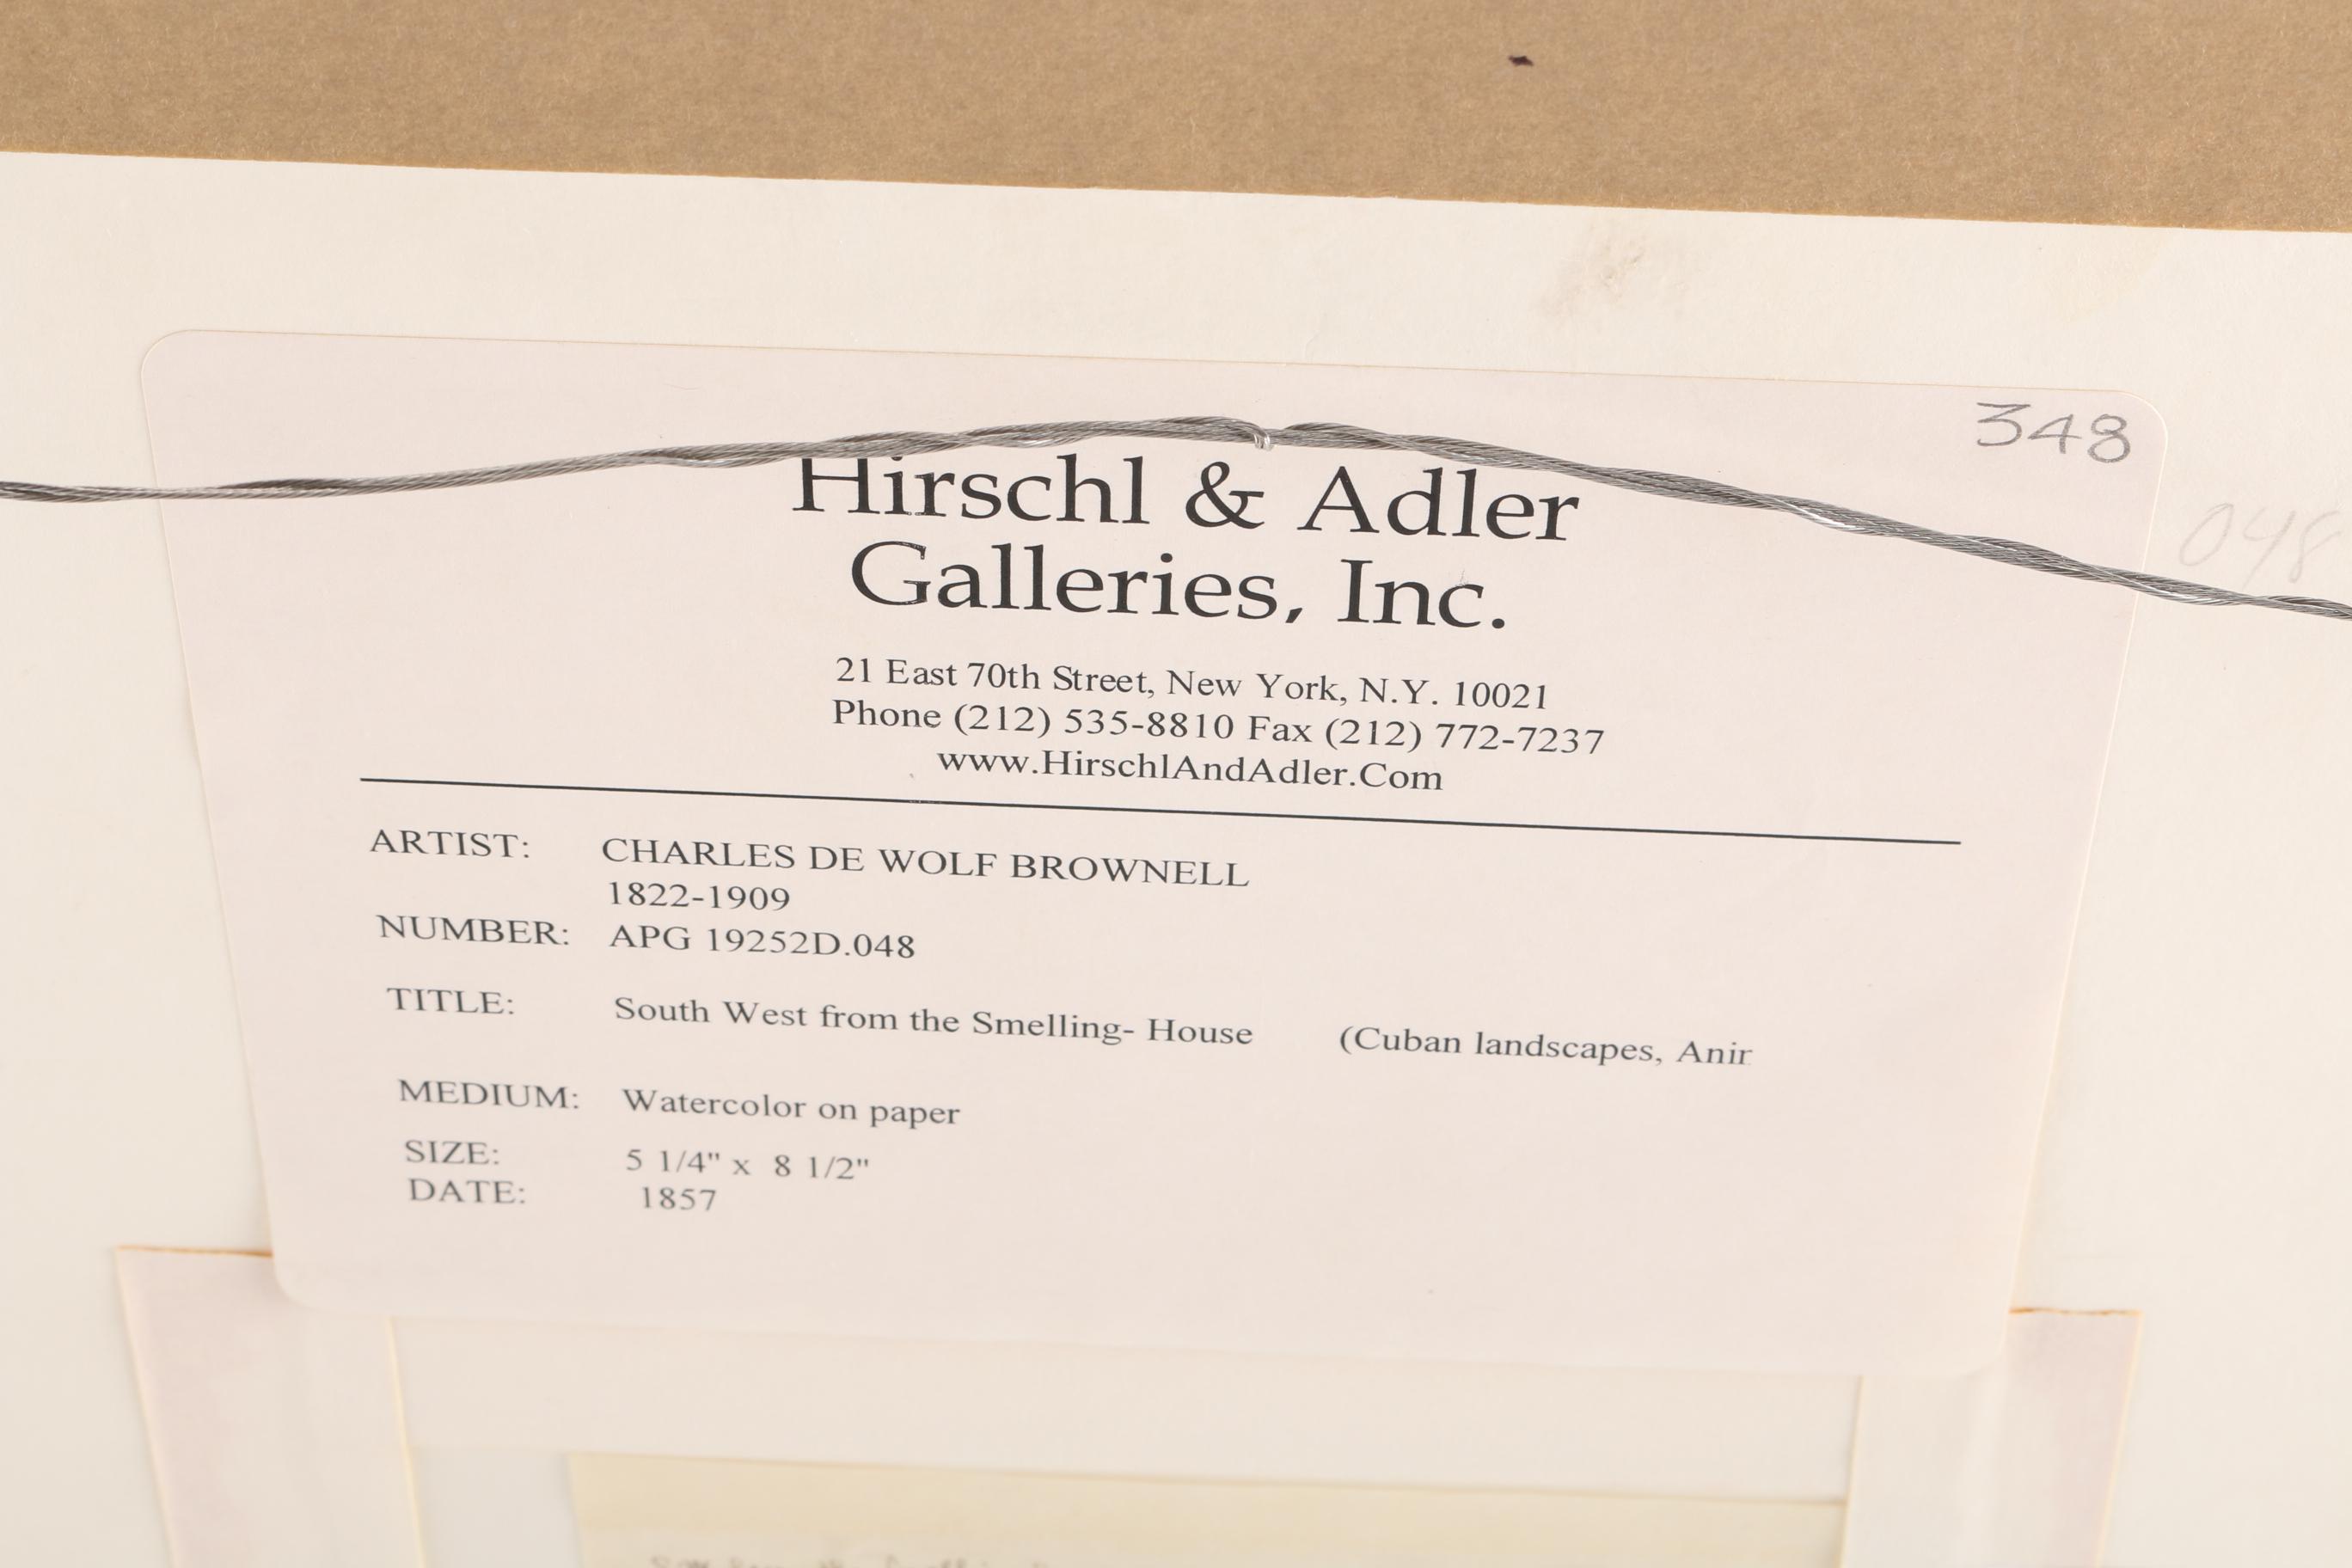 348
048
Hirschl & Adler
Galleries, Inc.
21 East 70th Street, New York, N.Y. 10021
Phone (212) 535-8810 Fax (212) 772-7237
www.HirschlAndAdler.Com
ARTIST: CHARLES DE WOLF BROWNELL
1822-1909
NUMBER: APG 19252D.048
TITLE: South West from the Smelling- House (Cuban landscapes, Anir
MEDIUM: Watercolor on paper
SIZE: 5 1/4" x 8 1/2"
DATE: 1857